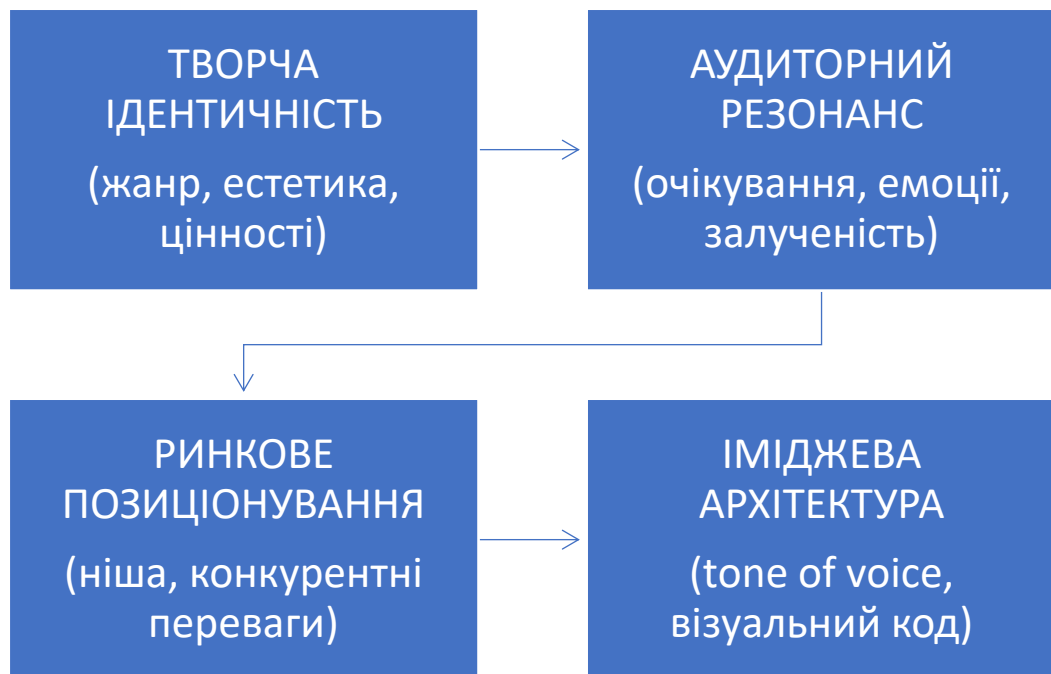 ТВОРЧА
ІДЕНТИЧНІСТЬ
(жанр, естетика,
цінності)
АУДИТОРНИЙ
РЕЗОНАНС
(очікування, емоції,
залученість)
РИНКОВЕ
ПОЗИЦІОНУВАННЯ
(ніша, конкурентні
переваги)
ІМІДЖЕВА
АРХІТЕКТУРА
(tone of voice,
візуальний код)